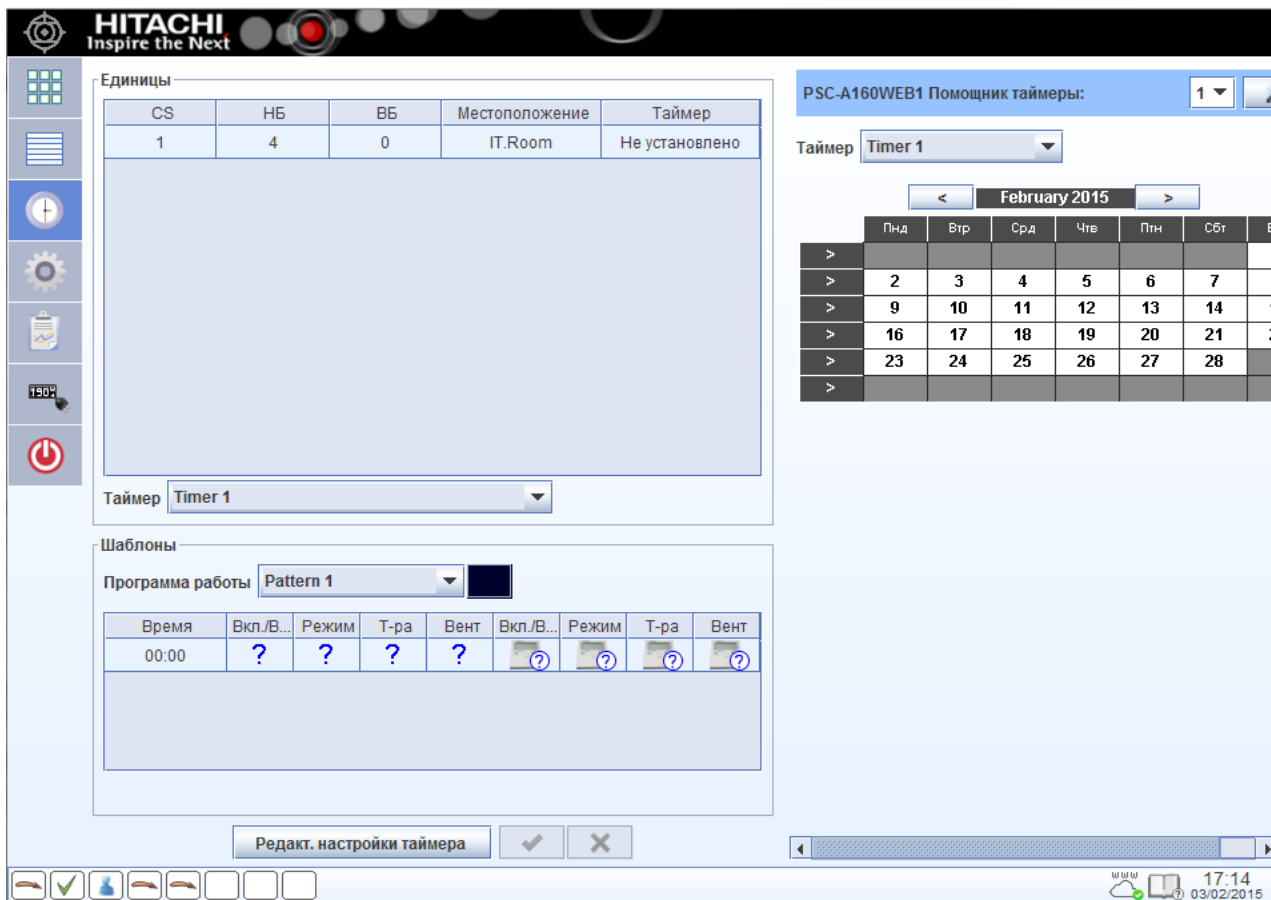 HITACHI
Inspire the Next
Единицы
CS НБ ВБ Местоположение Таймер
1 4 0 IT.Room Не установлено
Таймер Timer 1
Шаблоны
Программа работы Pattern 1
Время Вкл./В... Режим Т-ра Вент Вкл./В... Режим Т-ра Вент
00:00 ? ? ? ? ? ? ? ?
Редакт. настройки таймера
PSC-A160WEB1 Помощник таймеры: 1
Таймер Timer 1
< February 2015 >
Пнд Втр Срд Чтв Птн Сбт
>
> 2 3 4 5 6 7
> 9 10 11 12 13 14
> 16 17 18 19 20 21
> 23 24 25 26 27 28
>
www
17:14
03/02/2015